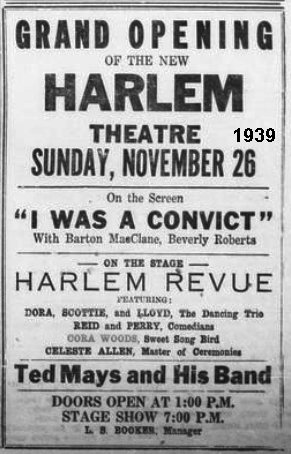 GRAND OPENING
OF THE NEW
HARLEM
THEATRE
1939
SUNDAY, NOVEMBER 26
On the Screen
"I WAS A CONVICT"
With Barton MacClane, Beverly Roberts
ON THE STAGE
HARLEM REVUE
FEATURING:
DORA, SCOTTIE, and LLOYD, The Dancing Trio
REID and PERRY, Comedians
CORA WOODS, Sweet Song Bird
CELESTE ALLEN, Master of Ceremonies
Ted Mays and His Band
DOORS OPEN AT 1:00 P.M.
STAGE SHOW 7:00 P.M.
L. S. BOOKER, Manager